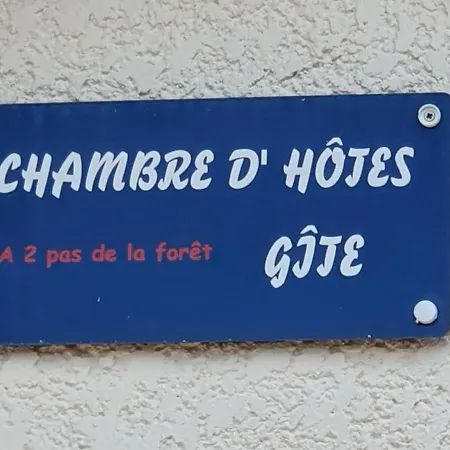 CHAMBRE D' HÔTES
A 2 pas de la forêt
GÎTE